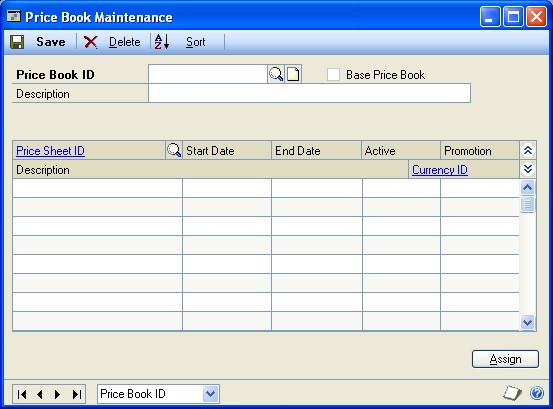 Price Book Maintenance
Save Delete Sort
Price Book ID Base Price Book
Description
Price Sheet ID Start Date End Date Active Promotion
Description Currency ID
Assign
Price Book ID